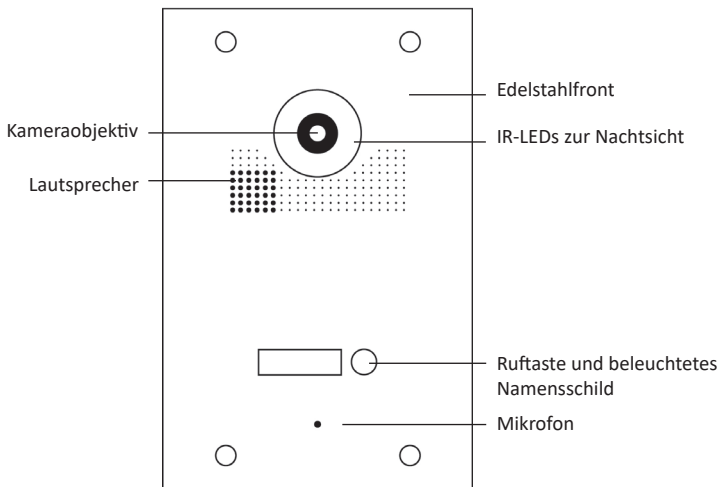 Edelstahlfront
Kameraobjektiv
IR-LEDs zur Nachtsicht
Lautsprecher
Ruftaste und beleuchtetes
Namensschild
Mikrofon